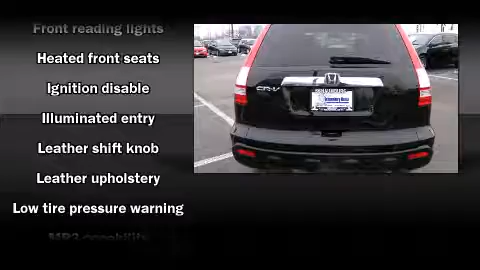 Front reading lights
Heated front seats
Ignition disable
Illuminated entry
Leather shift knob
Leather upholstery
Low tire pressure warning
CR-V